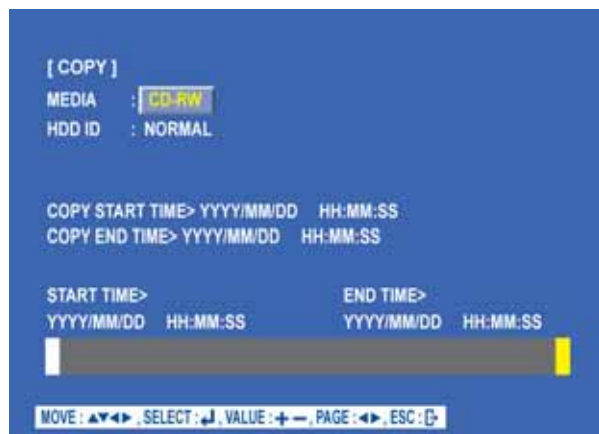 [ COPY ]
MEDIA : CD-RW
HDD ID : NORMAL
COPY START TIME> YYYY/MM/DD HH:MM:SS
COPY END TIME> YYYY/MM/DD HH:MM:SS
START TIME> END TIME>
YYYY/MM/DD HH:MM:SS YYYY/MM/DD HH:MM:SS
MOVE : ▲▼◄► , SELECT : ↲ , VALUE : + – , PAGE : ◄► , ESC :